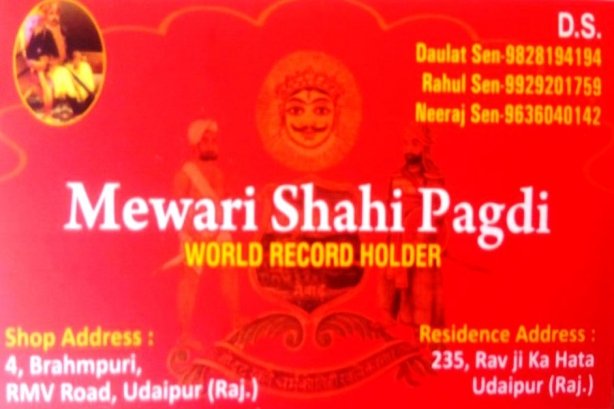 D.S.
Daulat Sen-9828194194
Rahul Sen-9929201759
Neeraj Sen-9636040142
Mewari Shahi Pagdi
WORLD RECORD HOLDER
Shop Address :
4, Brahmpuri,
RMV Road, Udaipur (Raj.)
Residence Address :
235, Rav ji Ka Hata
Udaipur (Raj.)